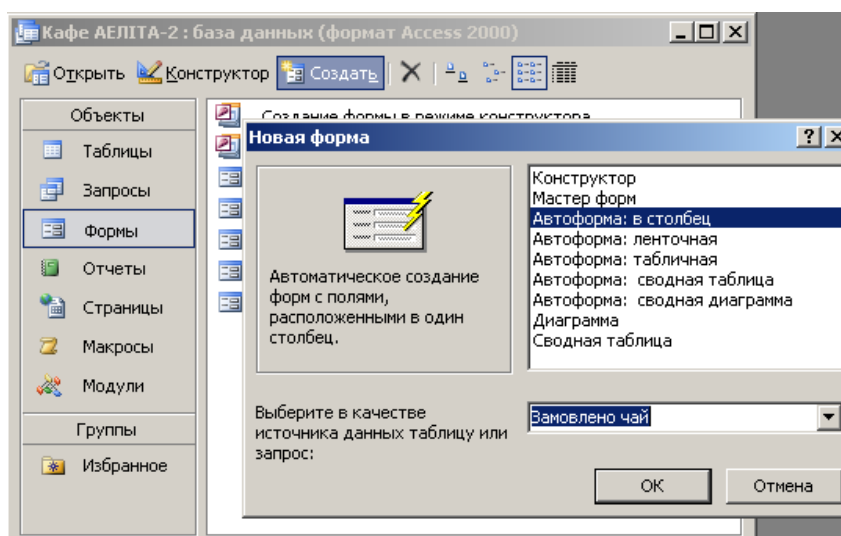 Кафе АЕЛІТА-2 : база данных (формат Access 2000)
Открыть Конструктор Создать
Объекты
Таблицы
Запросы
Формы
Отчеты
Страницы
Макросы
Модули
Группы
Избранное
Создание формы в режиме конструктора
Новая форма
Автоматическое создание
форм с полями,
расположенными в один
столбец.
Конструктор
Мастер форм
Автоформа: в столбец
Автоформа: ленточная
Автоформа: табличная
Автоформа: сводная таблица
Автоформа: сводная диаграмма
Диаграмма
Сводная таблица
Выберите в качестве
источника данных таблицу или
запрос:
Замовлено чай
ОК Отмена